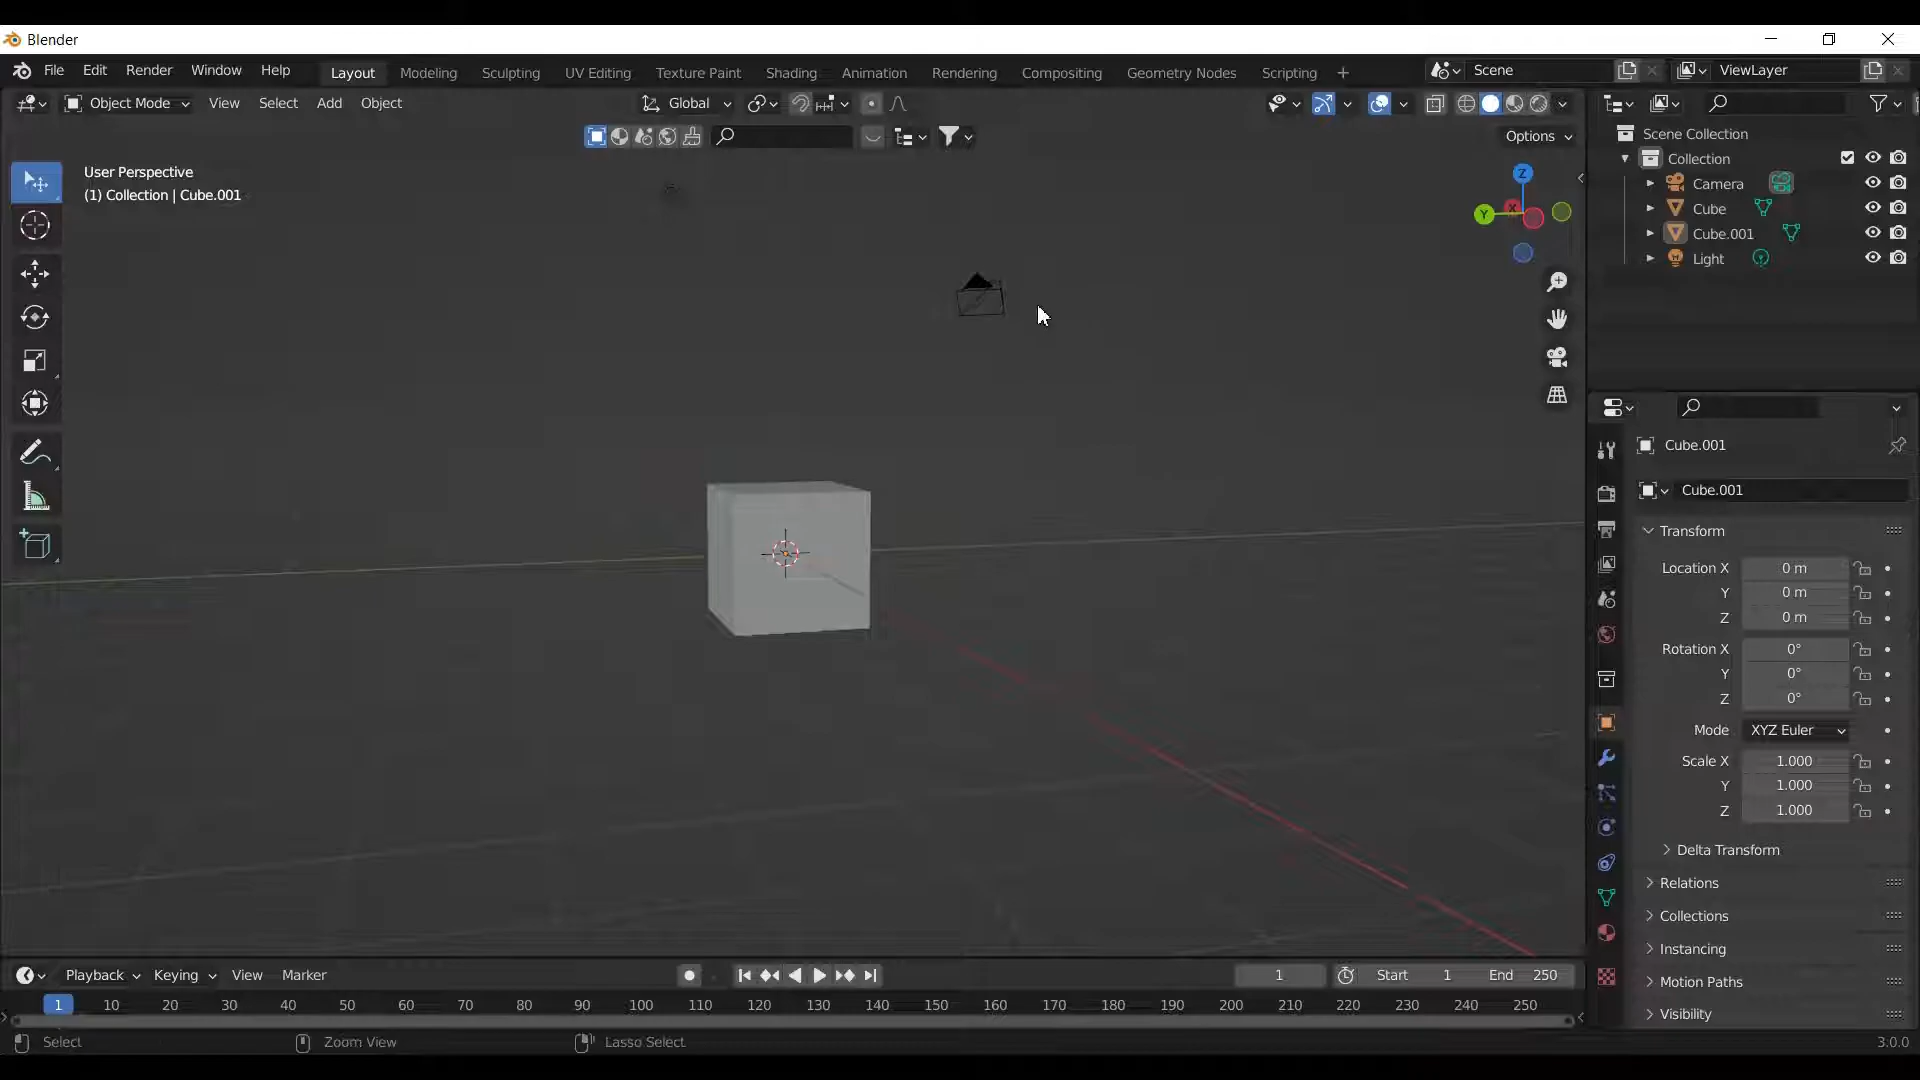 Blender
File Edit Render Window Help Layout Modeling Sculpting UV Editing Texture Paint Shading Animation Rendering Compositing Geometry Nodes Scripting + Scene ViewLayer
Object Mode View Select Add Object Global
Options
User Perspective
(1) Collection | Cube.001
Z
Y X
Scene Collection
Collection
Camera
Cube
Cube.001
Light
Cube.001
Cube.001
Transform
Location X 0 m
Y 0 m
Z 0 m
Rotation X 0°
Y 0°
Z 0°
Mode XYZ Euler
Scale X 1.000
Y 1.000
Z 1.000
Delta Transform
Relations
Collections
Instancing
Motion Paths
Visibility
Playback Keying View Marker 1 Start 1 End 250
1 10 20 30 40 50 60 70 80 90 100 110 120 130 140 150 160 170 180 190 200 210 220 230 240 250
Select Zoom View Lasso Select 3.0.0